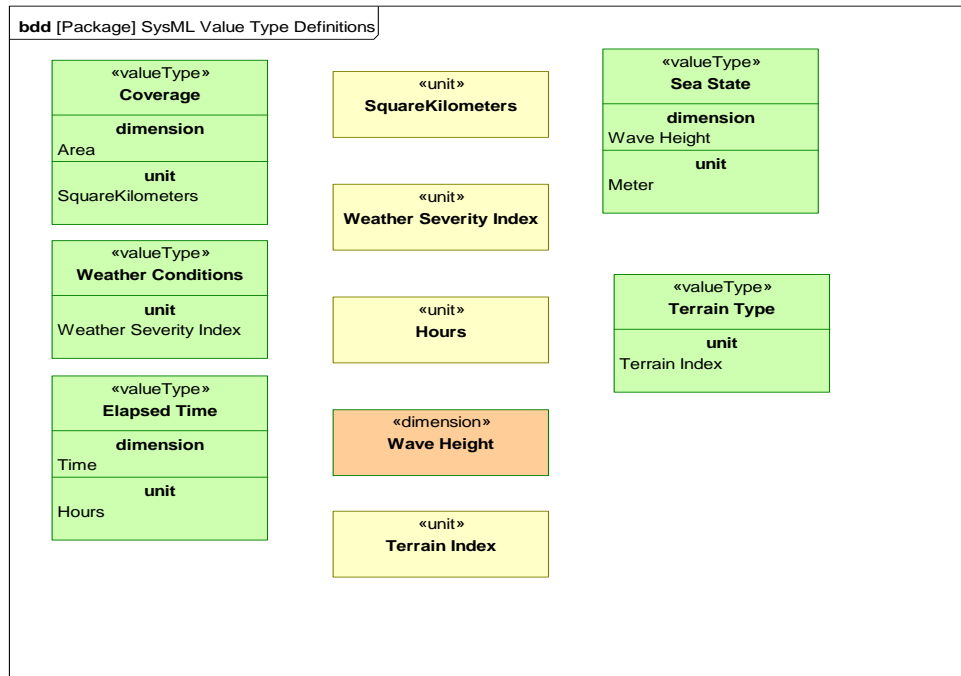 bdd [Package] SysML Value Type Definitions
«valueType»
Coverage
dimension
Area
unit
SquareKilometers
«valueType»
Weather Conditions
unit
Weather Severity Index
«valueType»
Elapsed Time
dimension
Time
unit
Hours
«unit»
SquareKilometers
«unit»
Weather Severity Index
«unit»
Hours
«dimension»
Wave Height
«unit»
Terrain Index
«valueType»
Sea State
dimension
Wave Height
unit
Meter
«valueType»
Terrain Type
unit
Terrain Index